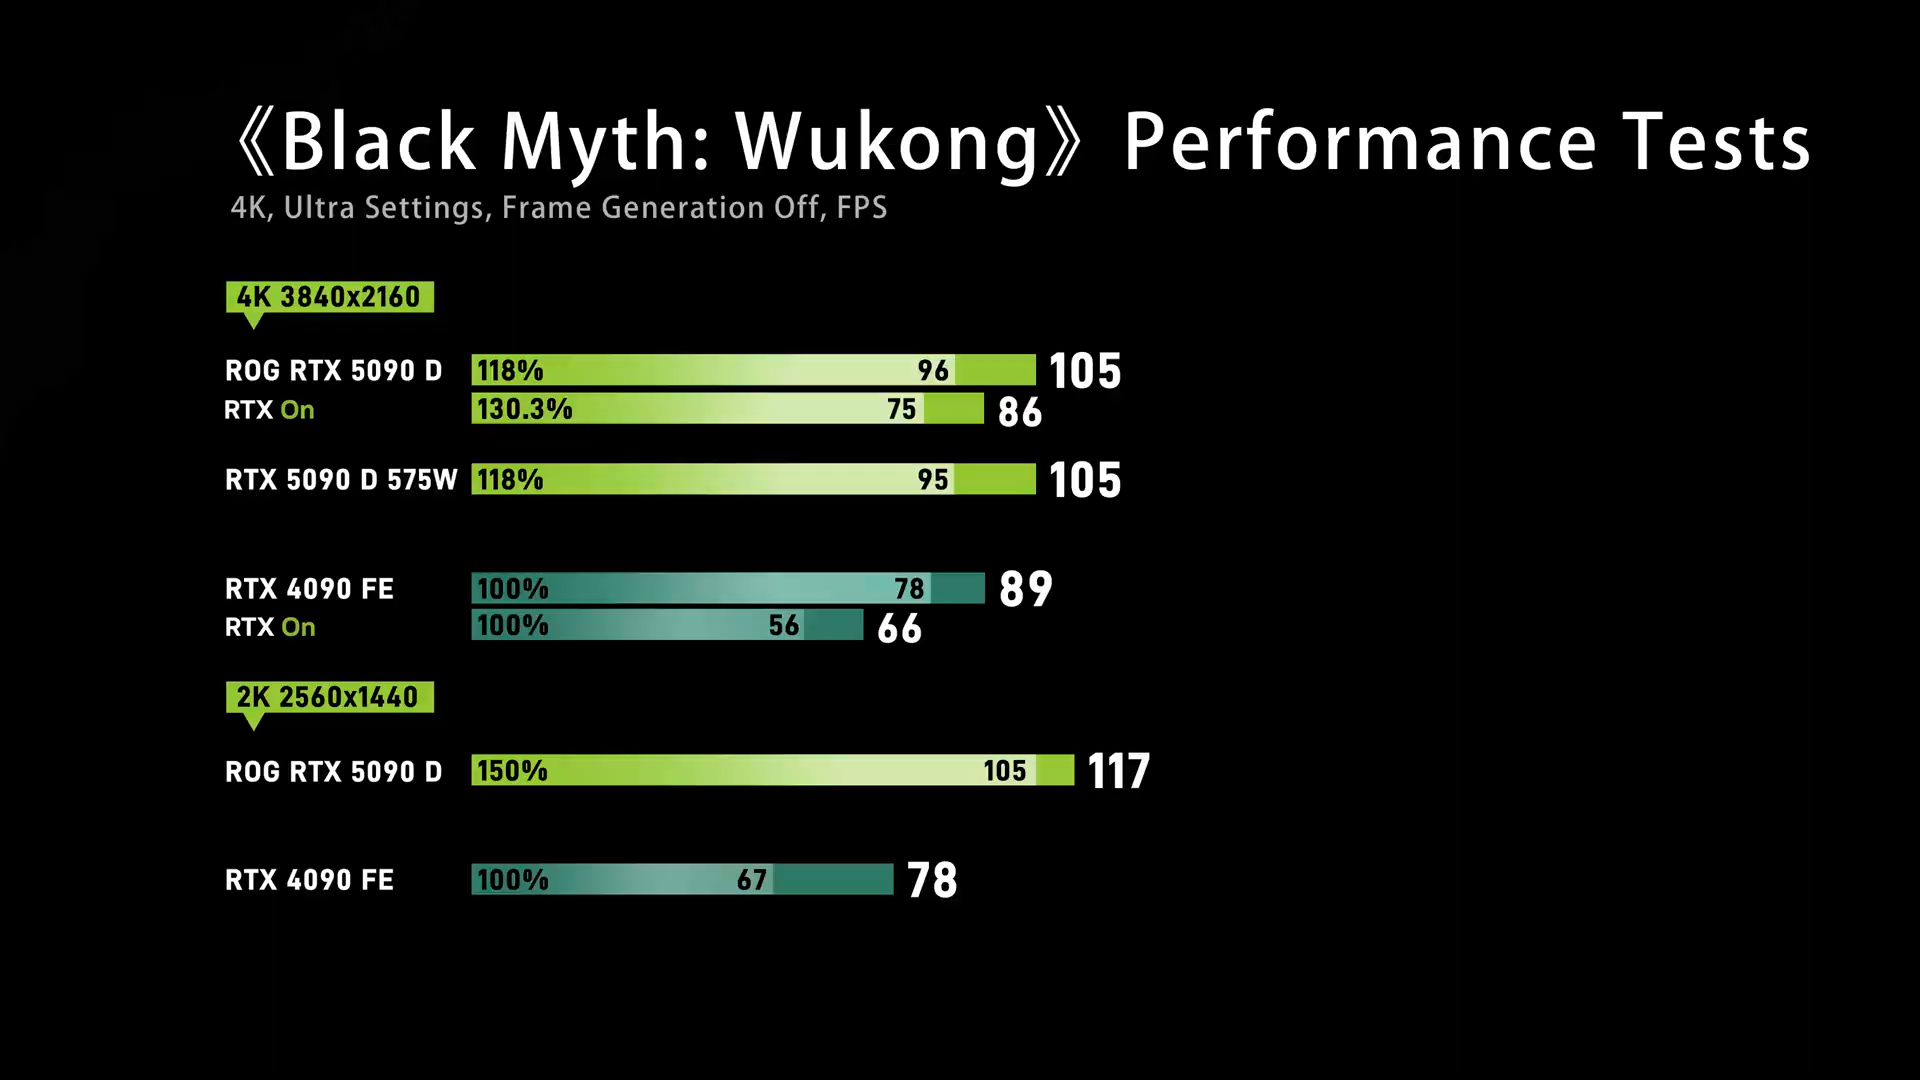 《Black Myth: Wukong》 Performance Tests
4K, Ultra Settings, Frame Generation Off, FPS
4K 3840x2160
ROG RTX 5090 D 118% 96 105
RTX On 130.3% 75 86
RTX 5090 D 575W 118% 95 105
RTX 4090 FE 100% 78 89
RTX On 100% 56 66
2K 2560x1440
ROG RTX 5090 D 150% 105 117
RTX 4090 FE 100% 67 78